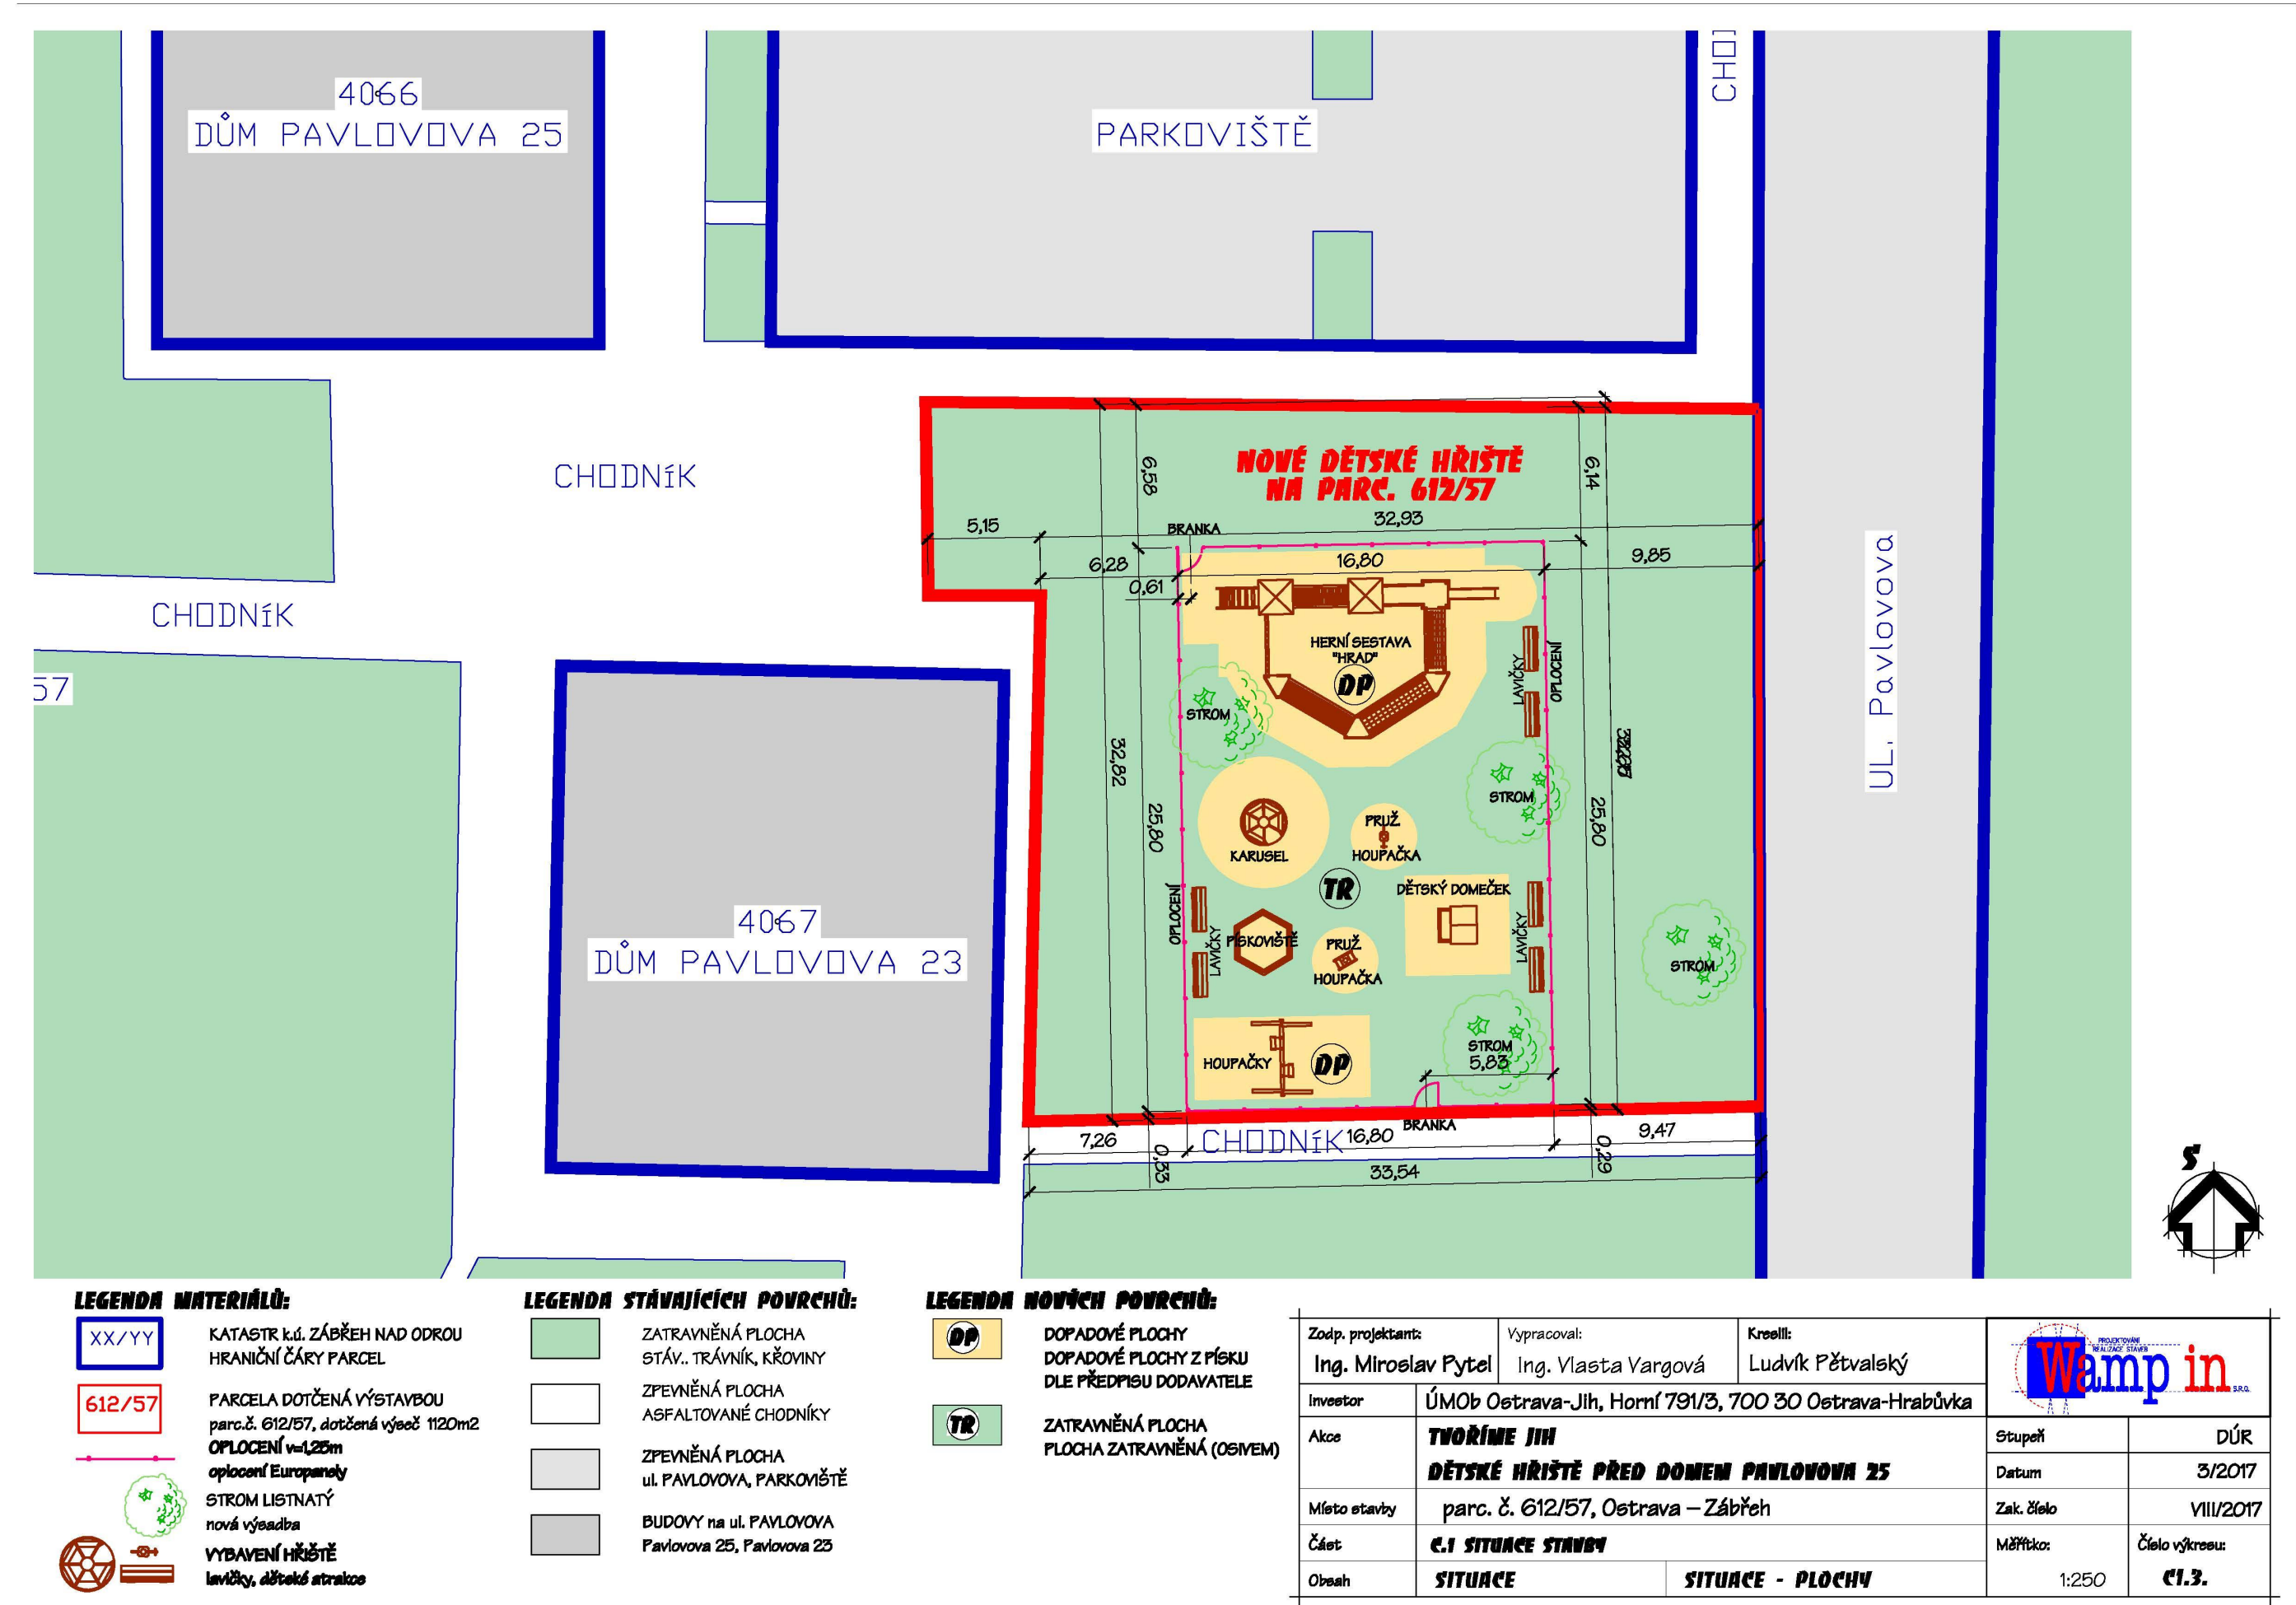 4066
DŮM PAVLOVOVA 25
PARKOVIŠTĚ
CHOD
CHODNíK
CHODNíK
57
4067
DŮM PAVLOVOVA 23
UL. Pavlovova
NOVÉ DĚTSKÉ HŘIŠTĚ
NA PARC. 612/57
6,58
6,14
5,15
BRANKA
32,93
6,28
16,80
9,85
0,61
HERNÍ SESTAVA
"HRAD"
DP
LAVIČKY
OPLOCENÍ
STROM
32,82
25,80
STROM
25,80
PRUŽ
HOUPAČKA
KARUSEL
TR
DĚTSKÝ DOMEČEK
OPLOCENÍ
LAVIČKY
PÍSKOVIŠTĚ
PRUŽ
HOUPAČKA
LAVIČKY
STROM
STROM
5,83
HOUPAČKY
DP
BRANKA
7,26
CHODNíK
16,80
9,47
0,33
0,29
33,54
S
LEGENDA MATERIÁLŮ:
XX/YY
KATASTR k.ú. ZÁBŘEH NAD ODROU
HRANIČNÍ ČÁRY PARCEL
612/57
PARCELA DOTČENÁ VÝSTAVBOU
parc.č. 612/57, dotčená výseč 1120m2
OPLOCENÍ v=1,25m
oplocení Europanely
STROM LISTNATÝ
nová výsadba
VYBAVENÍ HŘIŠTĚ
lavičky, dětské atrakce
LEGENDA STÁVAJÍCÍCH POVRCHŮ:
ZATRAVNĚNÁ PLOCHA
STÁV.. TRÁVNÍK, KŘOVINY
ZPEVNĚNÁ PLOCHA
ASFALTOVANÉ CHODNÍKY
ZPEVNĚNÁ PLOCHA
ul. PAVLOVOVA, PARKOVIŠTĚ
BUDOVY na ul. PAVLOVOVA
Pavlovova 25, Pavlovova 23
LEGENDA NOVÝCH POVRCHŮ:
DP
DOPADOVÉ PLOCHY
DOPADOVÉ PLOCHY Z PÍSKU
DLE PŘEDPISU DODAVATELE
TR
ZATRAVNĚNÁ PLOCHA
PLOCHA ZATRAVNĚNÁ (OSIVEM)
Zodp. projektant:
Ing. Miroslav Pytel
Vypracoval:
Ing. Vlasta Vargová
Kreslil:
Ludvík Pětvalský
PROJEKTOVÁNÍ
REALIZACE STAVEB
Wamp in S.R.O.
Investor
ÚMOb Ostrava-Jih, Horní 791/3, 700 30 Ostrava-Hrabůvka
Akce
TVOŘÍME JIH
DĚTSKÉ HŘIŠTĚ PŘED DOMEM PAVLOVOVA 25
Stupeň
DÚR
Datum
3/2017
Místo stavby
parc. č. 612/57, Ostrava – Zábřeh
Zak. číslo
VIII/2017
Část
C.1 SITUACE STAVBY
Měřítko:
1:250
Číslo výkresu:
C1.3.
Obsah
SITUACE
SITUACE - PLOCHY